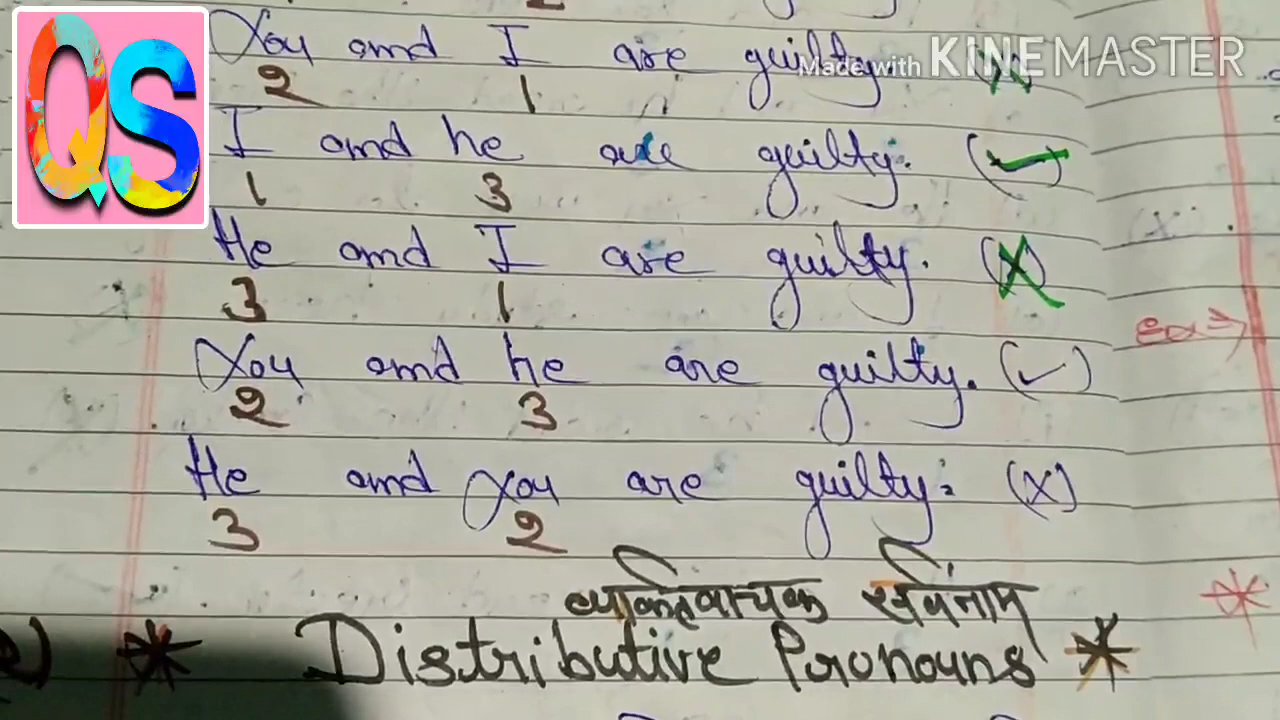 QS
Made with KINEMASTER
You and I are guilty. (X)
2 1
I and he are guilty. (✓)
1 3
He and I are guilty. (X)
3 1
ex⇒
You and he are guilty. (✓)
2 3
He and you are guilty. (X)
3 2
व्यक्तिवाचक सर्वनाम
* Distributive Pronouns *